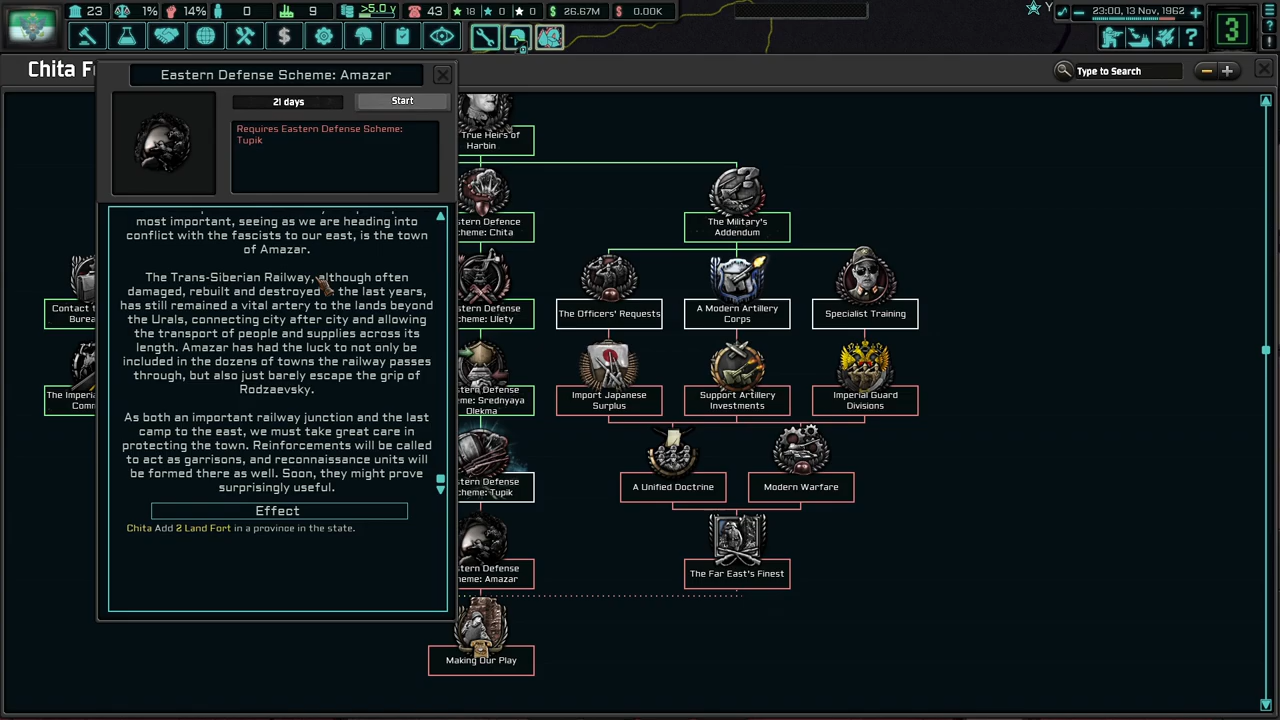 23 1% 14% 0 9 >5.0 y 43 18 0 0 $ 26.67M $ 0.00K
Y 23:00, 13 Nov, 1962
3
Chita F
Type to Search
Eastern Defense Scheme: Amazar
21 days
Start
Requires Eastern Defense Scheme:
Tupik
most important, seeing as we are heading into
conflict with the fascists to our east, is the town
of Amazar.
The Trans-Siberian Railway, although often
damaged, rebuilt and destroyed in the last years,
has still remained a vital artery to the lands beyond
the Urals, connecting city after city and allowing
the transport of people and supplies across its
length. Amazar has had the luck to not only be
included in the dozens of towns the railway passes
through, but also just barely escape the grip of
Rodzaevsky.
As both an important railway junction and the last
camp to the east, we must take great care in
protecting the town. Reinforcements will be called
to act as garrisons, and reconnaissance units will
be formed there as well. Soon, they might prove
surprisingly useful.
Effect
Chita Add 2 Land Fort in a province in the state.
True Heirs of
Harbin
stern Defence
cheme: Chita
The Military's
Addendum
Contact t
Burea
stern Defense
cheme: Ulety
The Officers' Requests
A Modern Artillery
Corps
Specialist Training
The Imperia
Comm
stern Defense
me: Srednyaya
Olekma
Import Japanese
Surplus
Support Artillery
Investments
Imperial Guard
Divisions
stern Defense
cheme: Tupik
A Unified Doctrine
Modern Warfare
stern Defense
eme: Amazar
The Far East's Finest
Making Our Play